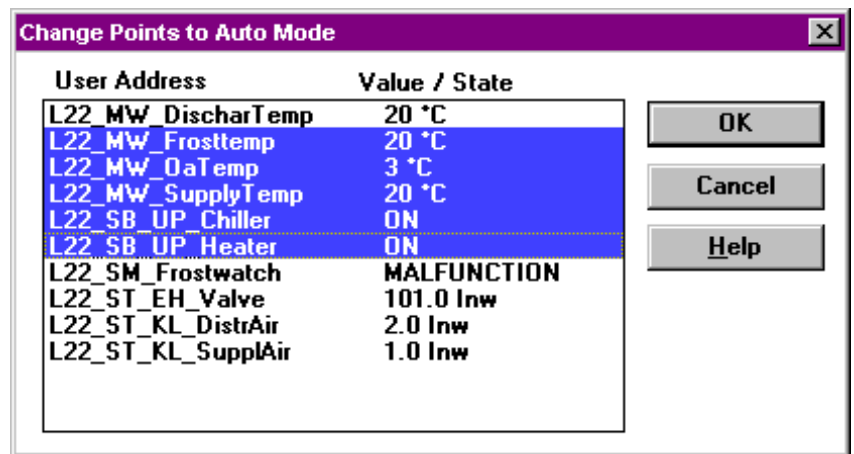 Change Points to Auto Mode
User Address Value / State
L22_MW_DischarTemp 20 °C
L22_MW_Frosttemp 20 °C
L22_MW_OaTemp 3 °C
L22_MW_SupplyTemp 20 °C
L22_SB_UP_Chiller ON
L22_SB_UP_Heater ON
L22_SM_Frostwatch MALFUNCTION
L22_ST_EH_Valve 101.0 Inw
L22_ST_KL_DistrAir 2.0 Inw
L22_ST_KL_SupplAir 1.0 Inw
OK
Cancel
Help